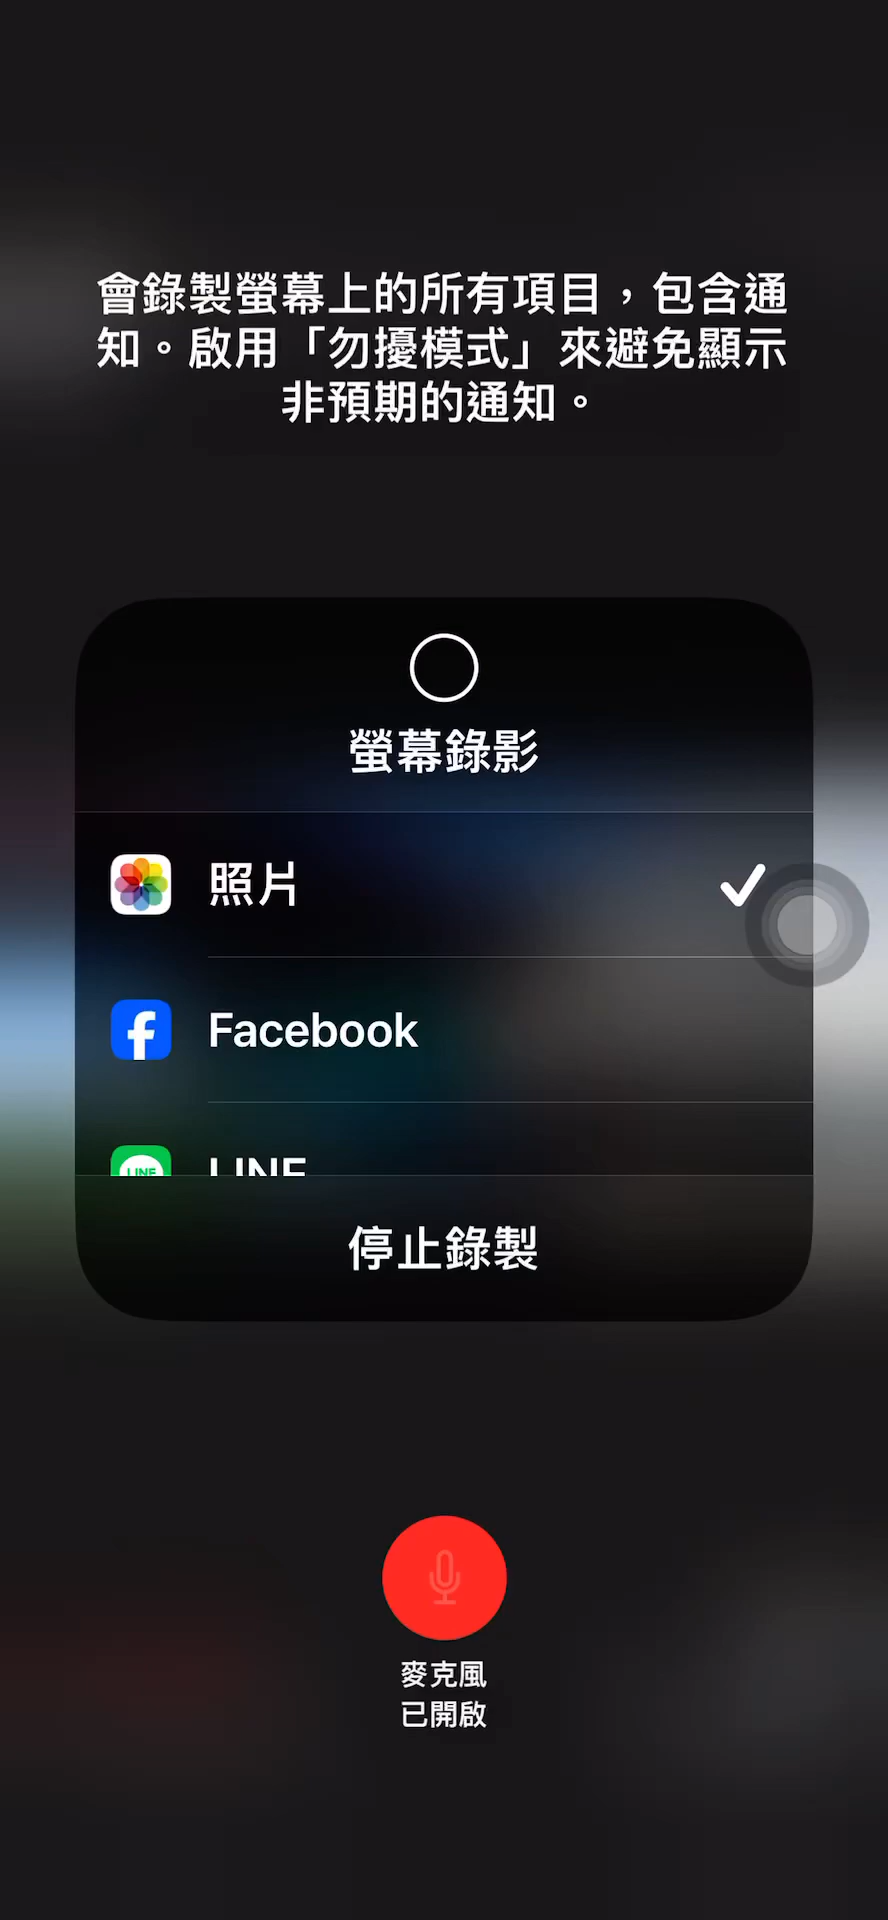 會錄製螢幕上的所有項目，包含通
知。啟用「勿擾模式」來避免顯示
非預期的通知。
螢幕錄影
照片
Facebook
LINE
LINE
停止錄製
麥克風
已開啟